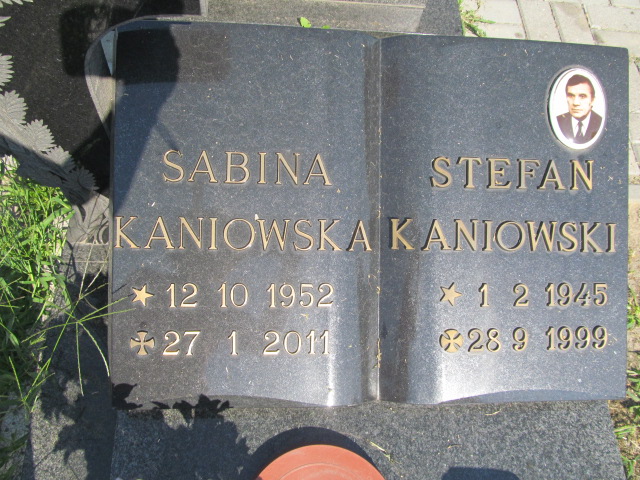 SABINA
KANIOWSKA
★ 12 10 1952
✠ 27 1 2011
STEFAN
KANIOWSKI
★ 1 2 1945
✠ 28 9 1999